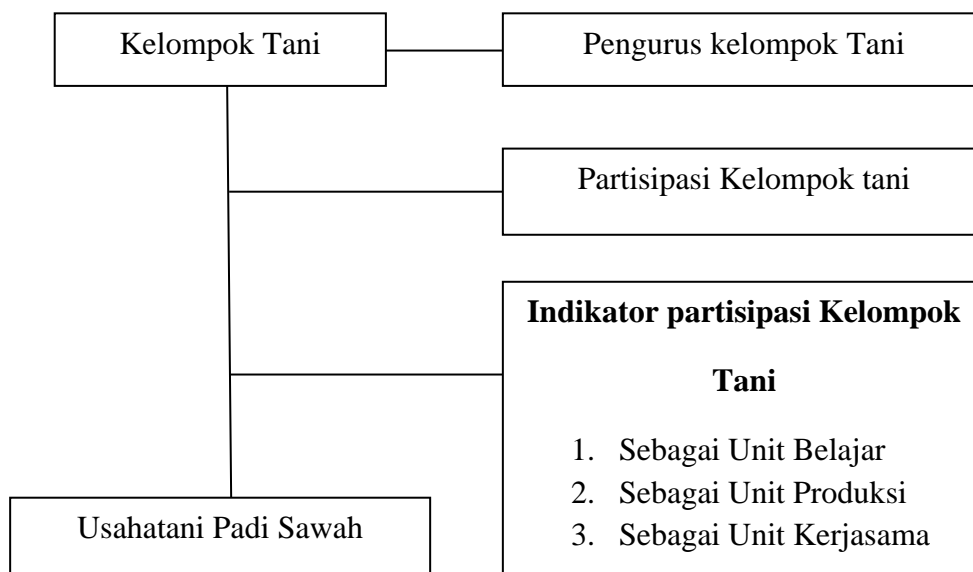 Kelompok Tani
Pengurus kelompok Tani
Partisipasi Kelompok tani
Indikator partisipasi Kelompok
Tani
1. Sebagai Unit Belajar
2. Sebagai Unit Produksi
3. Sebagai Unit Kerjasama
Usahatani Padi Sawah